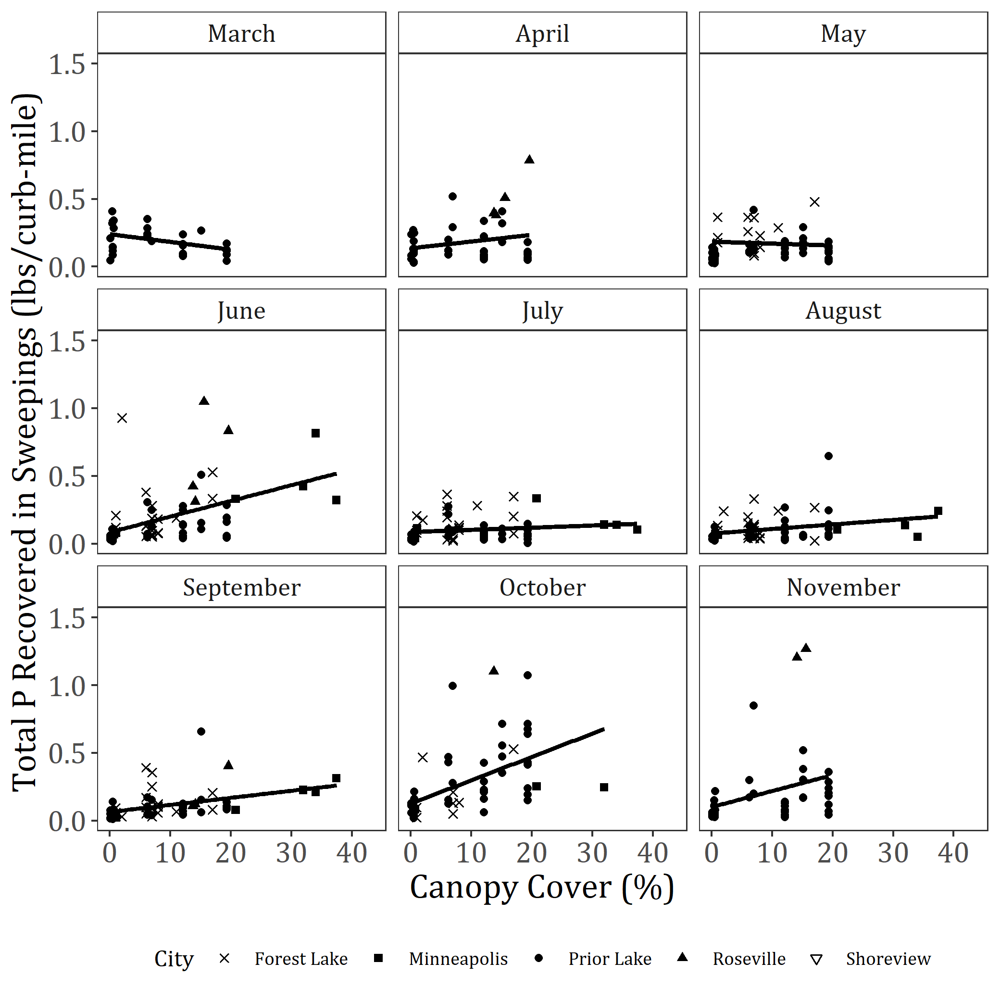 March April May
1.5
1.0
0.5
0.0
June July August
1.5
1.0
0.5
0.0
September October November
1.5
1.0
0.5
0.0
0 10 20 30 40 0 10 20 30 40 0 10 20 30 40
Total P Recovered in Sweepings (lbs/curb-mile)
Canopy Cover (%)
City Forest Lake Minneapolis Prior Lake Roseville Shoreview